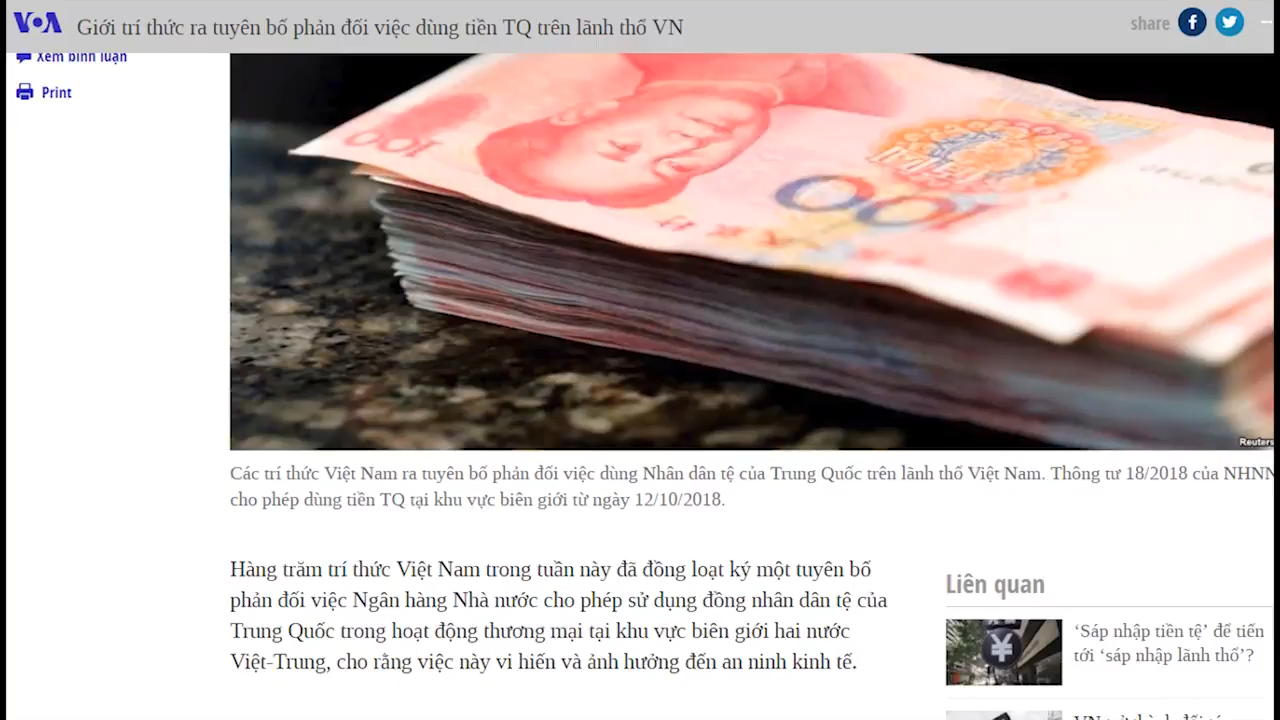 VOA
Giới trí thức ra tuyên bố phản đối việc dùng tiền TQ trên lãnh thổ VN
share
Xem bình luận
Print
100
100
Reuters
Các trí thức Việt Nam ra tuyên bố phản đối việc dùng Nhân dân tệ của Trung Quốc trên lãnh thổ Việt Nam. Thông tư 18/2018 của NHNN
cho phép dùng tiền TQ tại khu vực biên giới từ ngày 12/10/2018.
Hàng trăm trí thức Việt Nam trong tuần này đã đồng loạt ký một tuyên bố
phản đối việc Ngân hàng Nhà nước cho phép sử dụng đồng nhân dân tệ của
Trung Quốc trong hoạt động thương mại tại khu vực biên giới hai nước
Việt-Trung, cho rằng việc này vi hiến và ảnh hưởng đến an ninh kinh tế.
Liên quan
‘Sáp nhập tiền tệ’ để tiến
tới ‘sáp nhập lãnh thổ’?